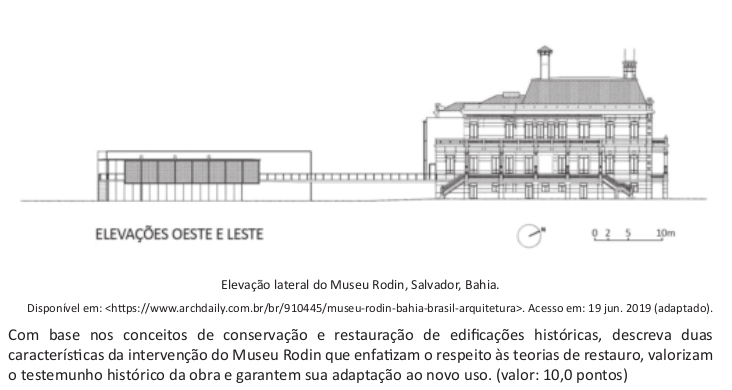 ELEVAÇÕES OESTE E LESTE
N
0 2 5 10m
Elevação lateral do Museu Rodin, Salvador, Bahia.
Disponível em: <https://www.archdaily.com.br/br/910445/museu-rodin-bahia-brasil-arquitetura>. Acesso em: 19 jun. 2019 (adaptado).
Com base nos conceitos de conservação e restauração de edificações históricas, descreva duas
características da intervenção do Museu Rodin que enfatizam o respeito às teorias de restauro, valorizam
o testemunho histórico da obra e garantem sua adaptação ao novo uso. (valor: 10,0 pontos)